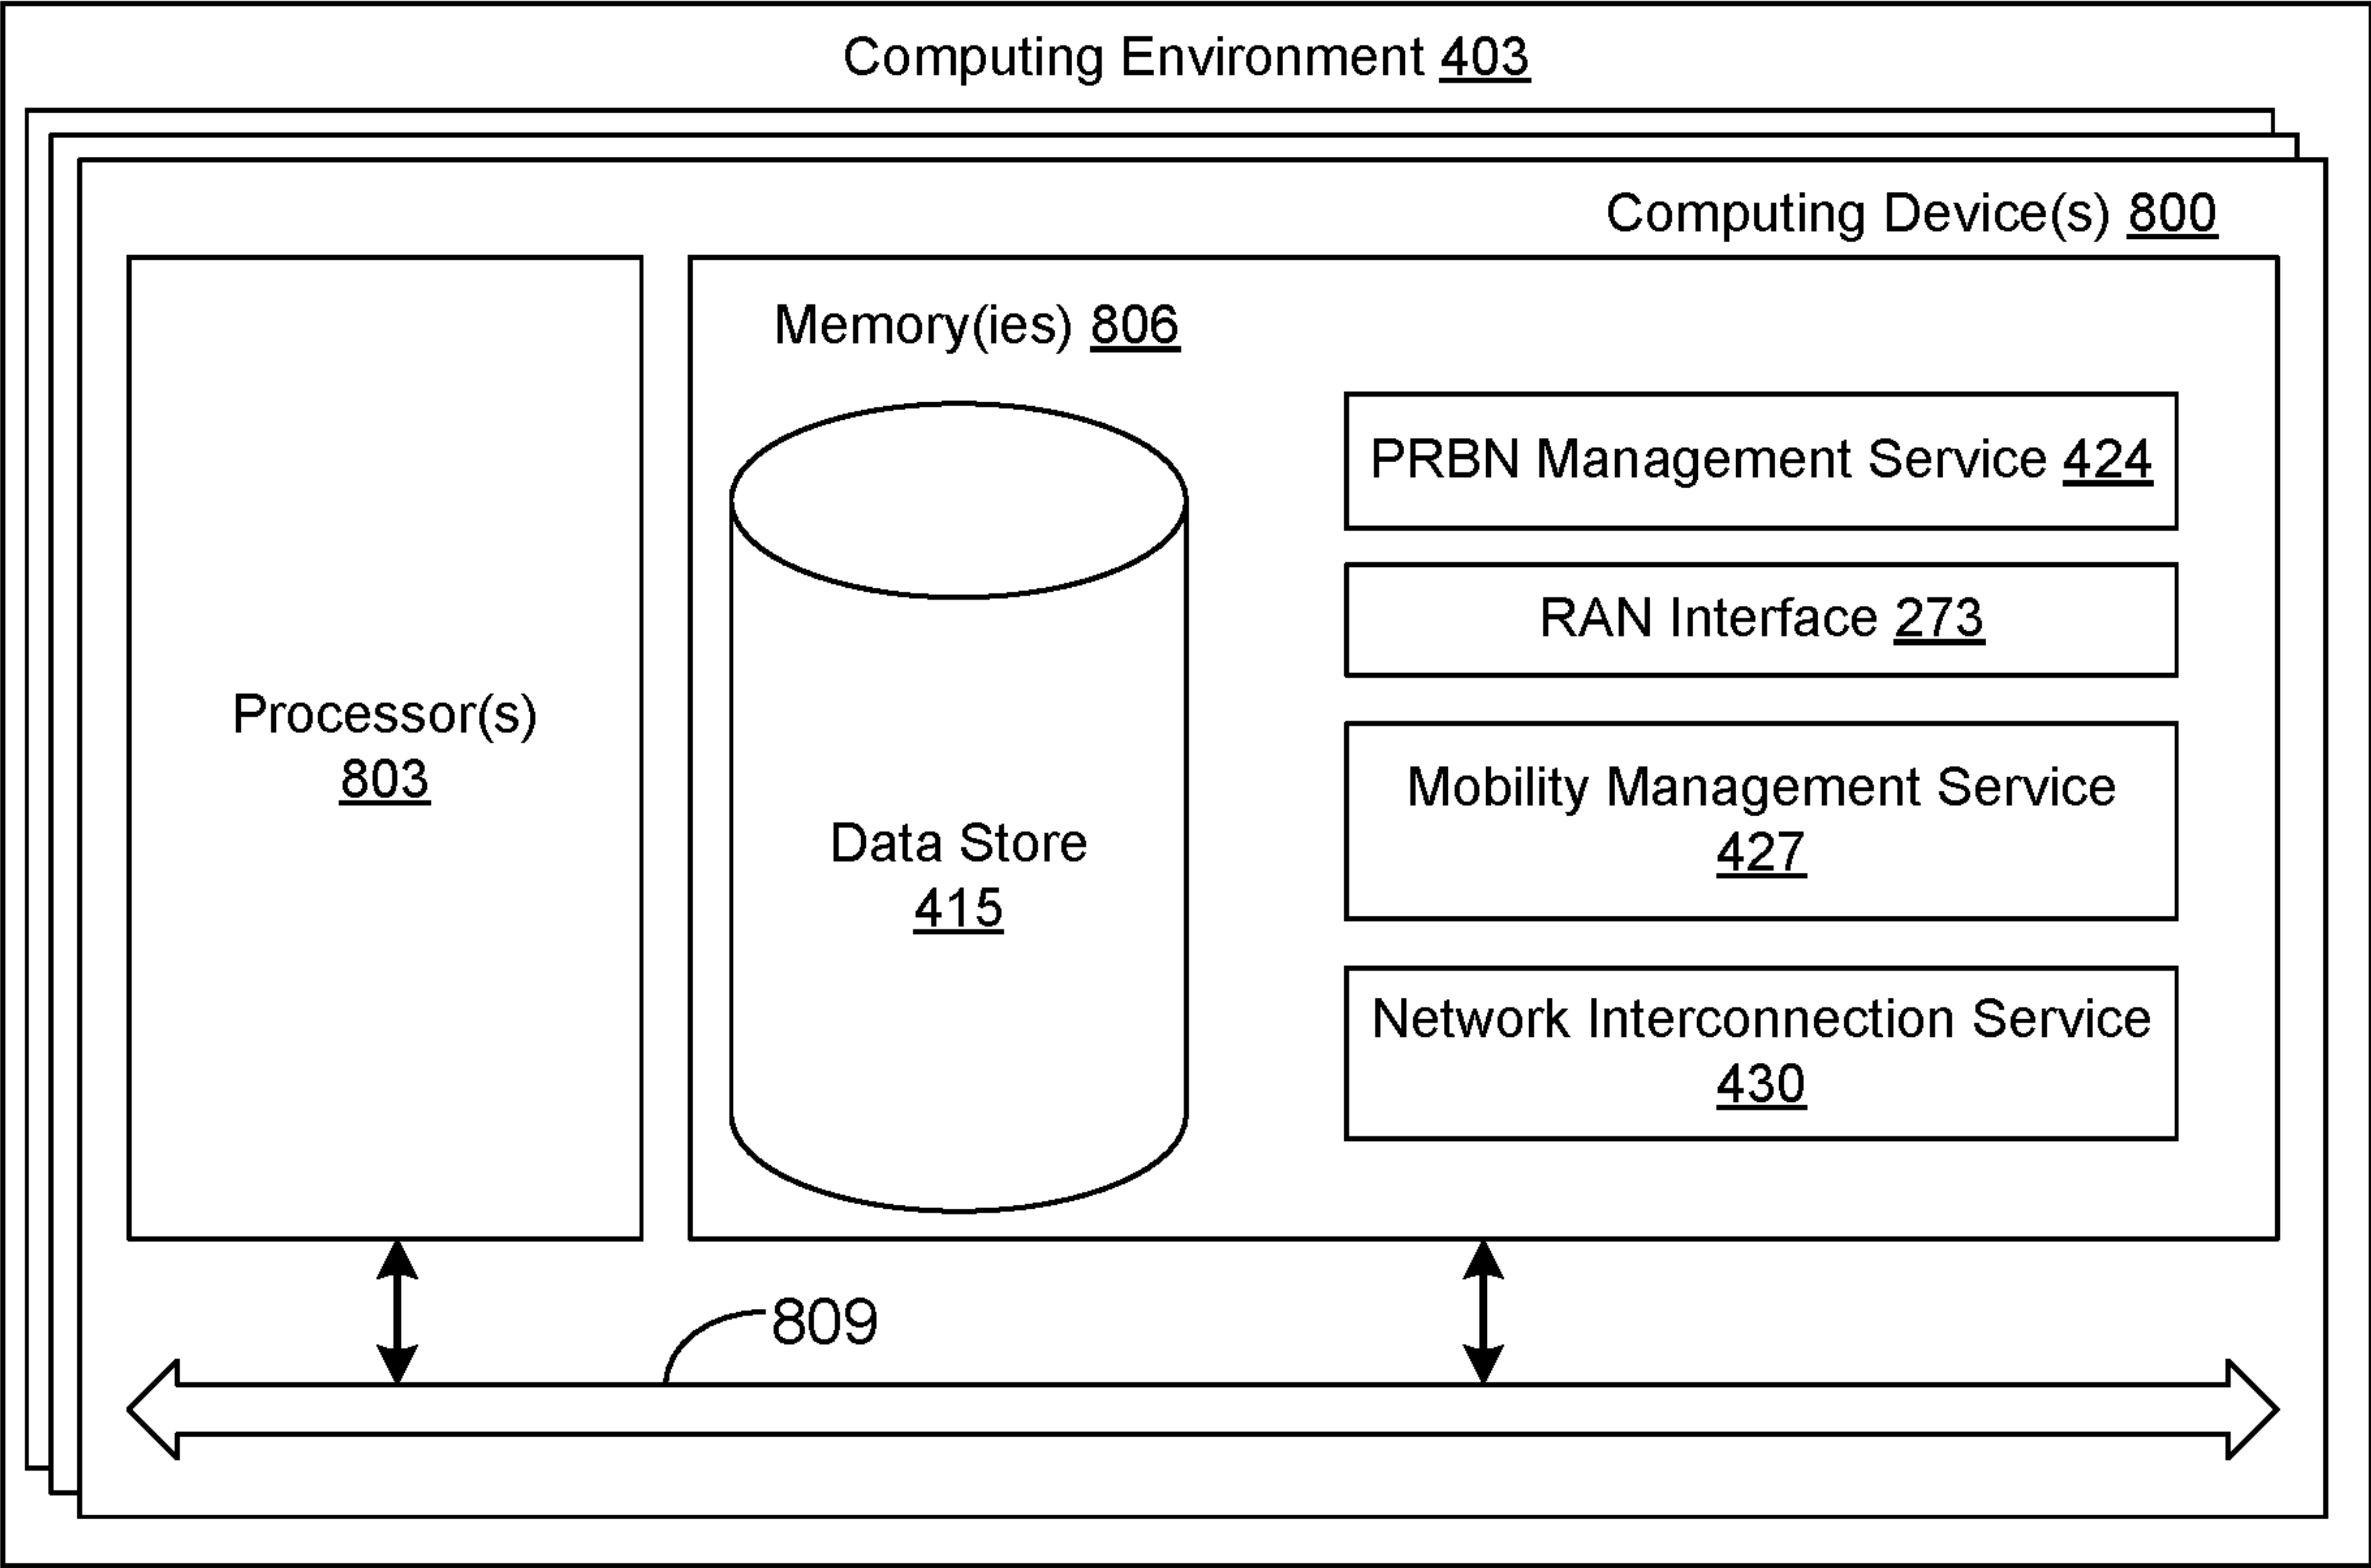 Computing Environment 403
Computing Device(s) 800
Processor(s)
803
Memory(ies) 806
Data Store
415
PRBN Management Service 424
RAN Interface 273
Mobility Management Service
427
Network Interconnection Service
430
809